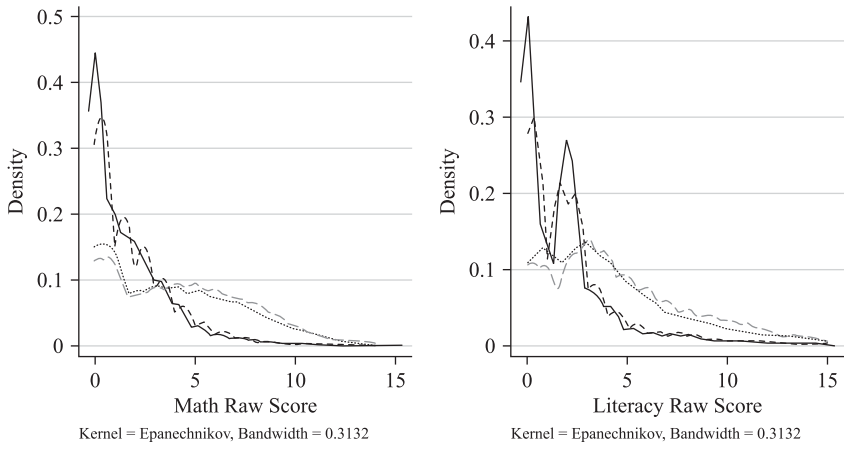 0.5
0.4
0.3
0.2
0.1
0
Density
0 5 10 15
Math Raw Score
Kernel = Epanechnikov, Bandwidth = 0.3132
0.4
0.3
0.2
0.1
0
Density
0 5 10 15
Literacy Raw Score
Kernel = Epanechnikov, Bandwidth = 0.3132